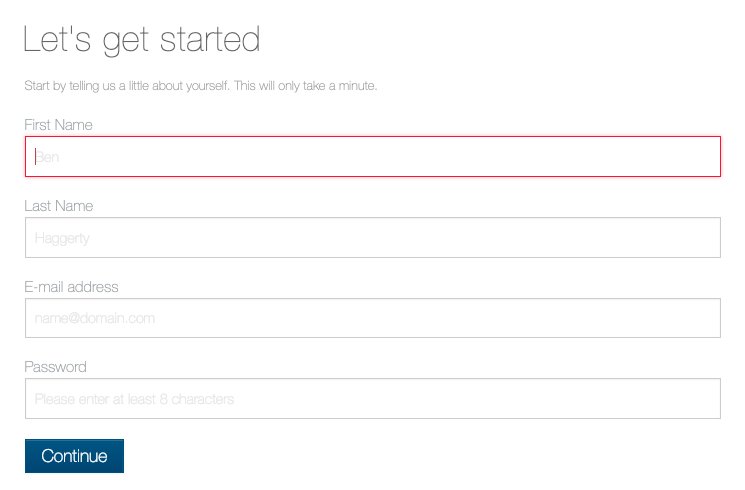 Let's get started
Start by telling us a little about yourself. This will only take a minute.
First Name
Ben
Last Name
Haggerty
E-mail address
name@domain.com
Password
Please enter at least 8 characters
Continue